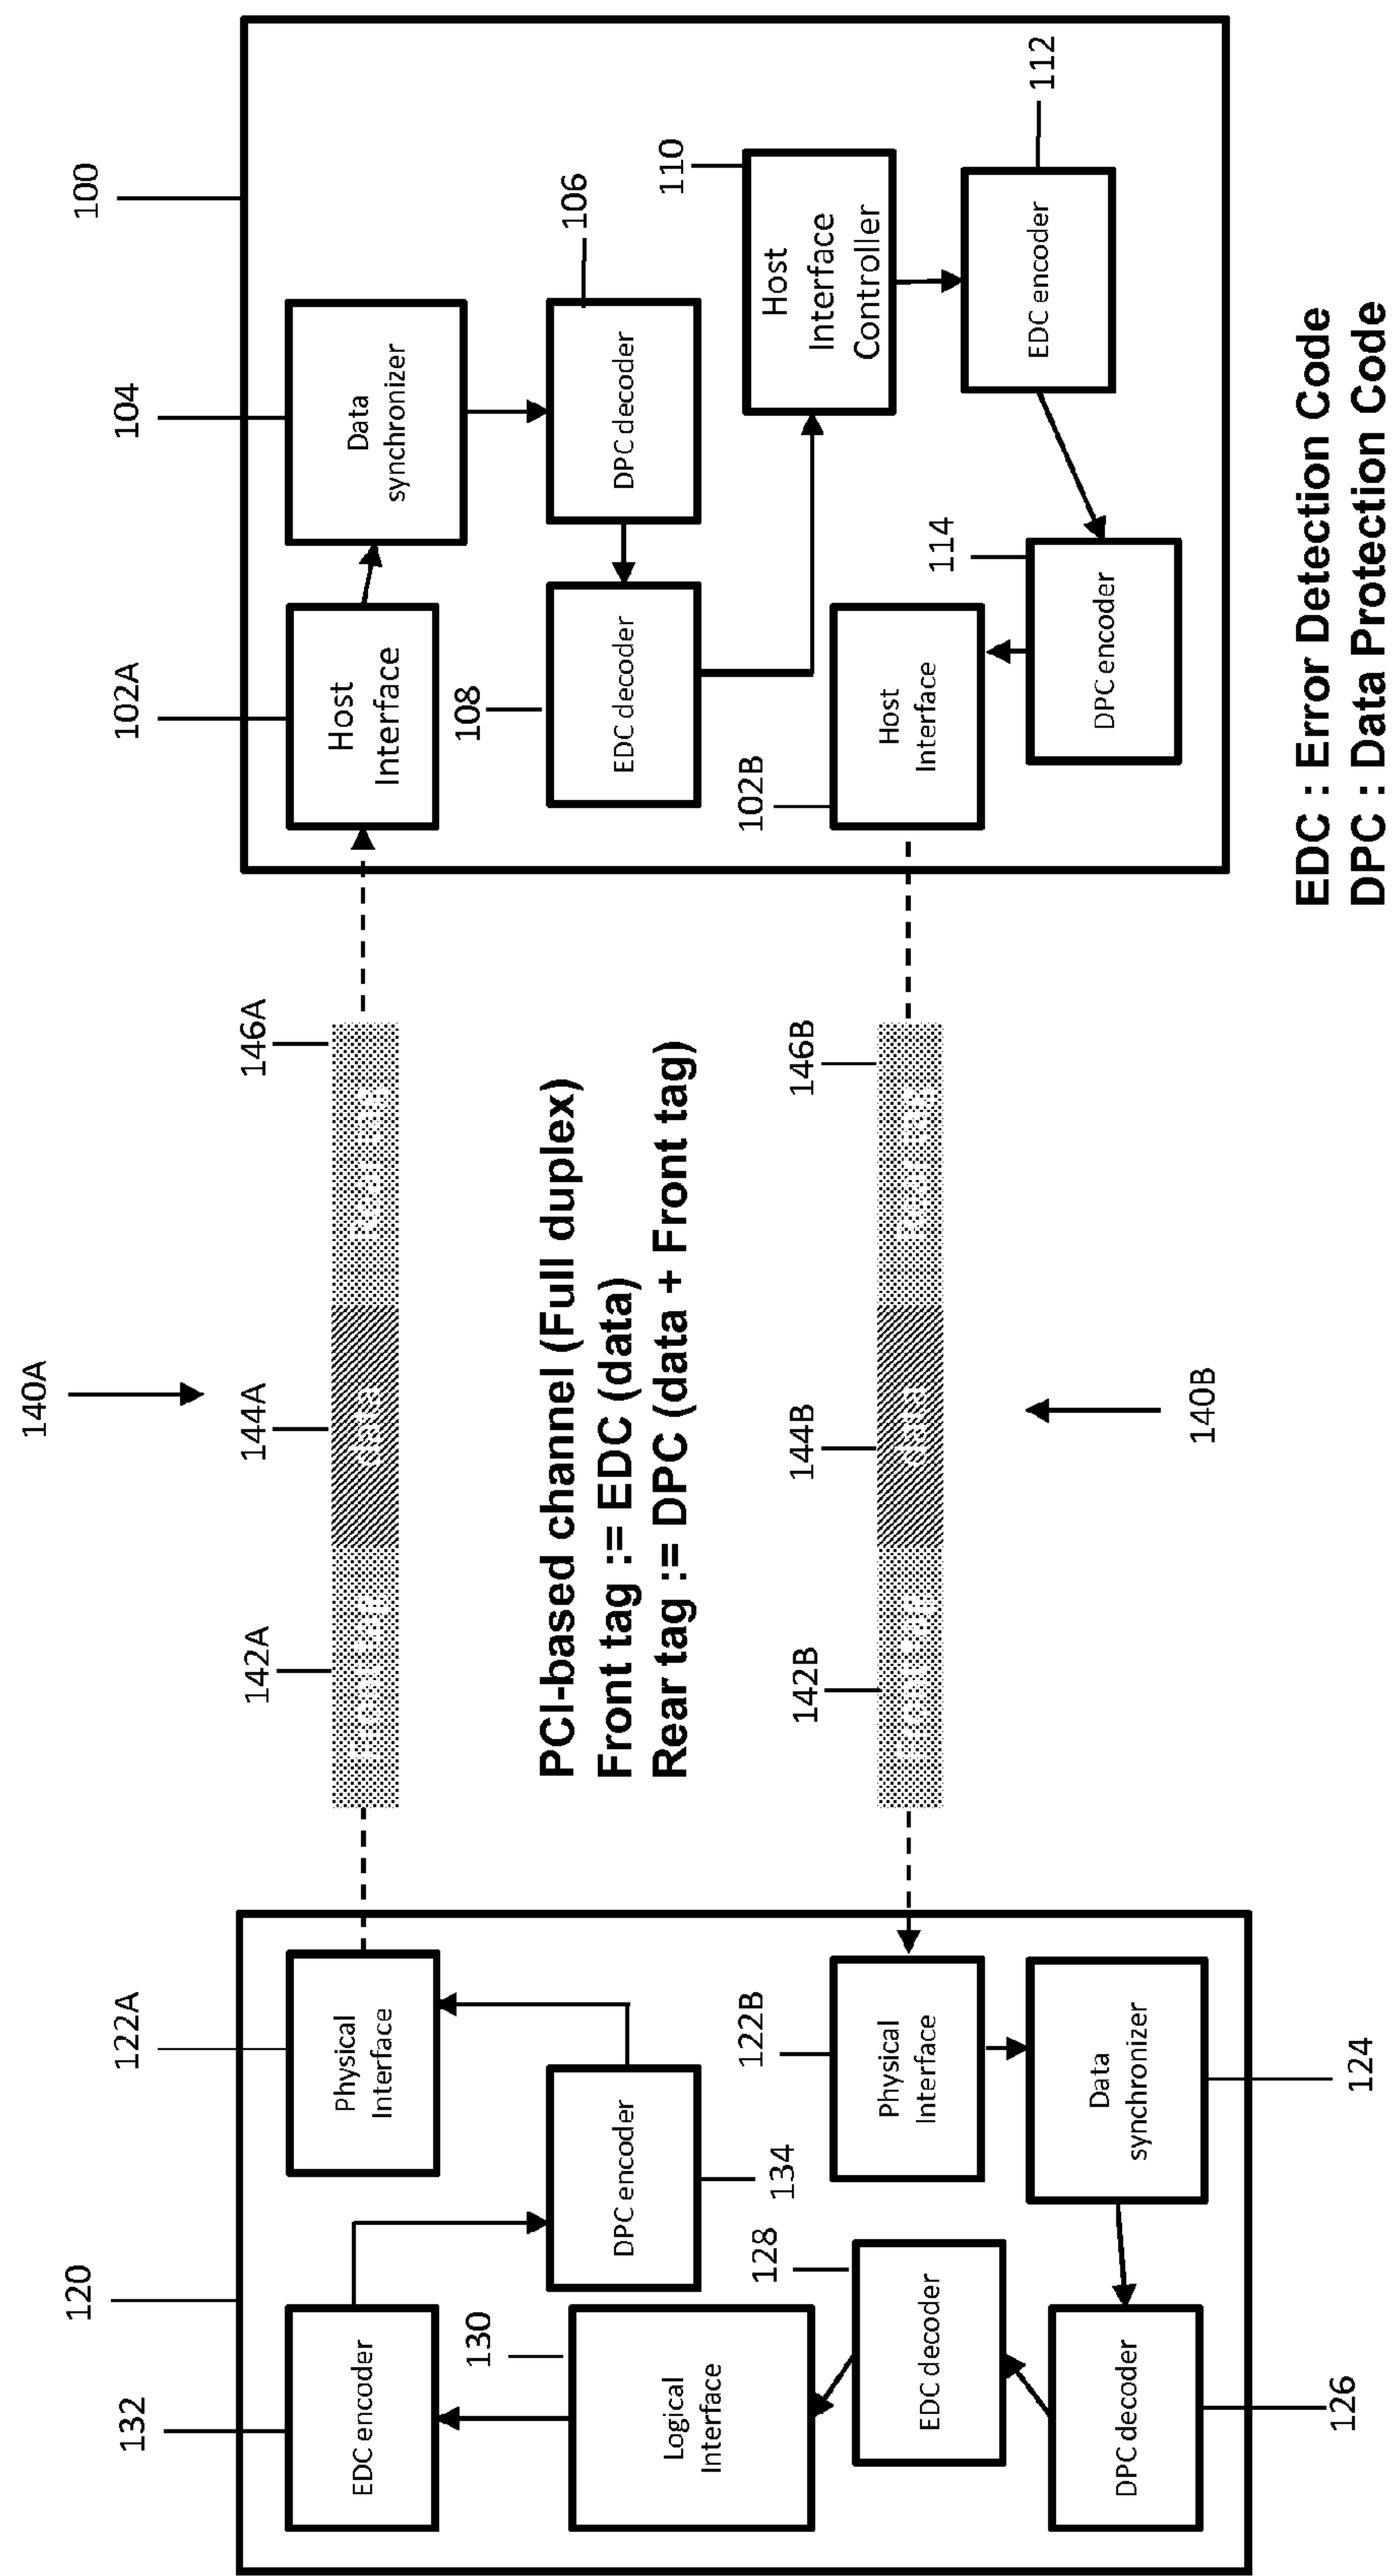 140A
120
100
132
122A
102A
104
142A
144A
146A
EDC encoder
Physical
Interface
data
Host
Interface
Data
synchronizer
130
108
106
Logical
Interface
DPC encoder
PCI-based channel (Full duplex)
Front tag := EDC (data)
Rear tag := DPC (data + Front tag)
EDC decoder
DPC decoder
110
128
134
122B
142B
144B
146B
102B
Host
Interface
Controller
EDC decoder
Physical
Interface
data
Host
Interface
114
112
DPC decoder
Data
synchronizer
DPC encoder
EDC encoder
126
124
140B
EDC : Error Detection Code
DPC : Data Protection Code